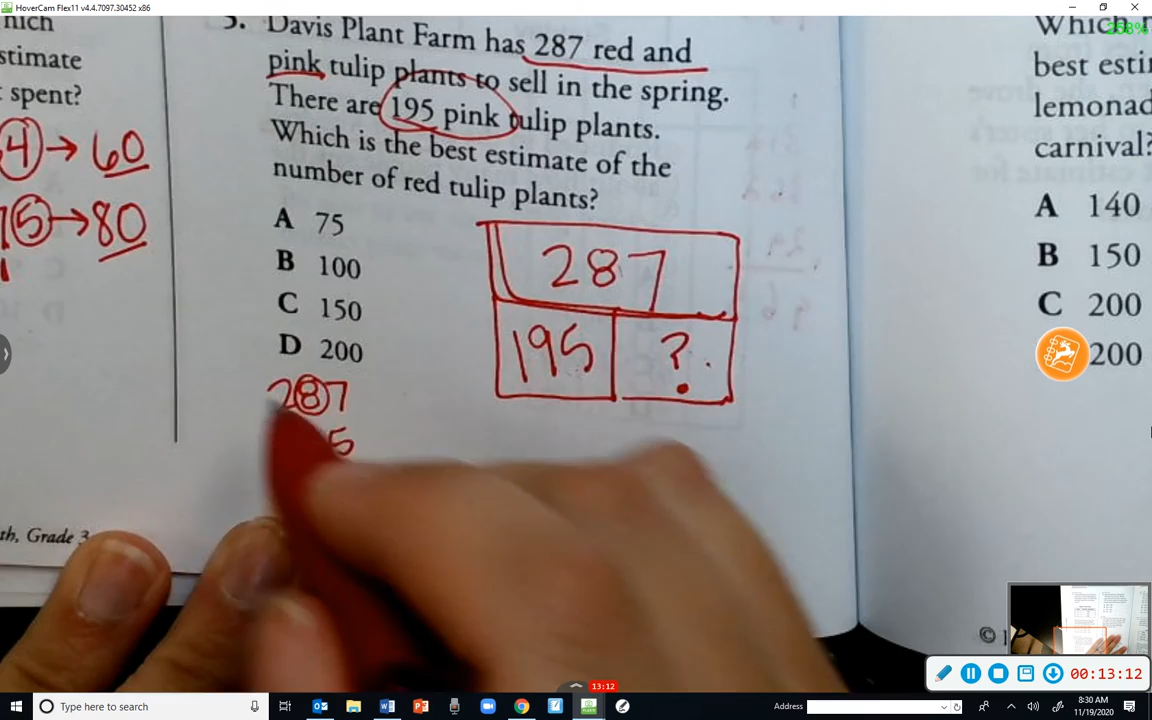 HoverCam Flex11 v4.4.7097.30452 x86
258%
stimate
t spent?
4 → 60
5 → 80
th, Grade 3
3. Davis Plant Farm has 287 red and
pink tulip plants to sell in the spring.
There are 195 pink tulip plants.
Which is the best estimate of the
number of red tulip plants?
A 75
B 100
C 150
D 200
287
5
287
195 ?
Which
best esti
lemonad
carnival?
A 140
B 150
C 200
200
©
00:13:12
13:12
Type here to search
Address
8:30 AM
11/19/2020